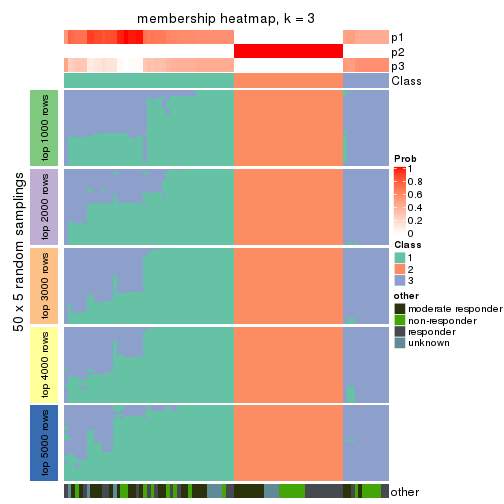 membership heatmap, k = 3
p1
p2
p3
Class
50 x 5 random samplings
top 1000 rows
top 2000 rows
top 3000 rows
top 4000 rows
top 5000 rows
Prob
1
0.8
0.6
0.4
0.2
0
Class
1
2
3
other
moderate responder
non-responder
responder
unknown
other